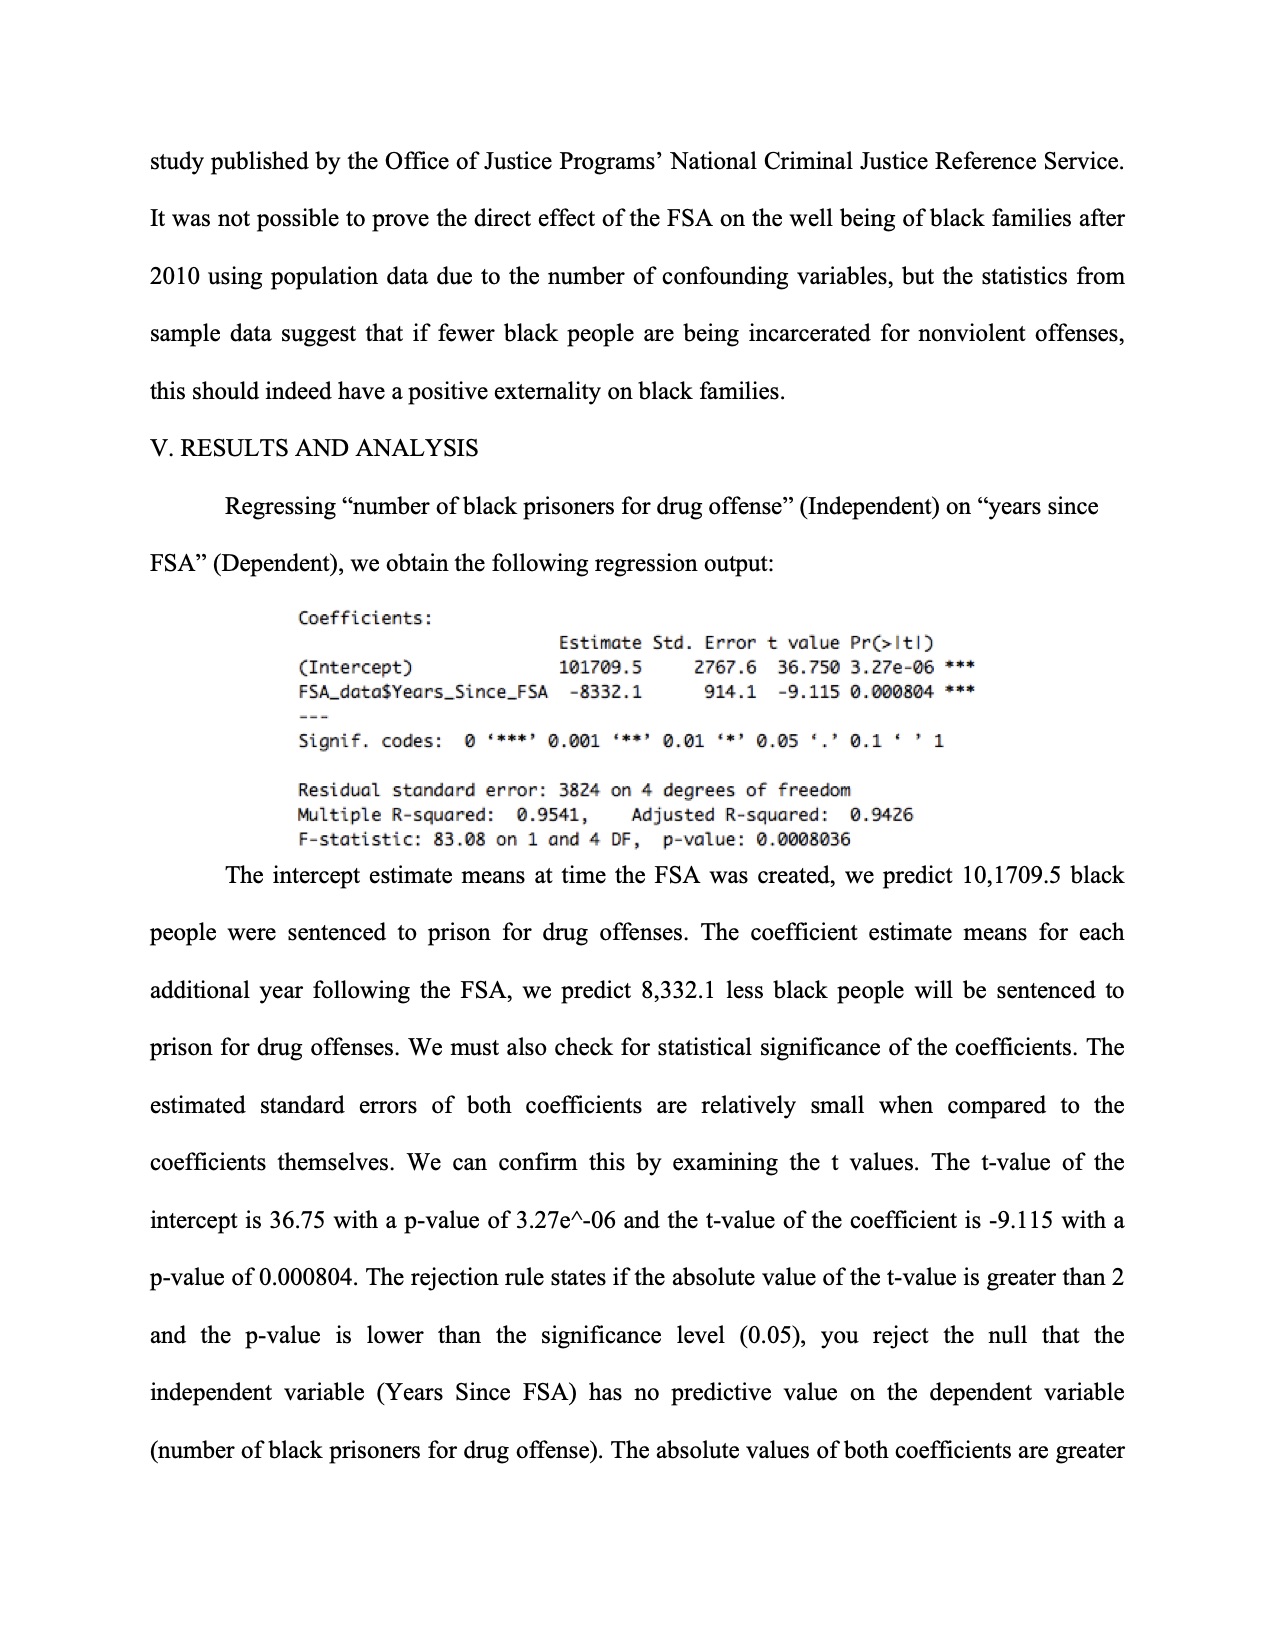 study published by the Office of Justice Programs’ National Criminal Justice Reference Service.
It was not possible to prove the direct effect of the FSA on the well being of black families after
2010 using population data due to the number of confounding variables, but the statistics from
sample data suggest that if fewer black people are being incarcerated for nonviolent offenses,
this should indeed have a positive externality on black families.
V. RESULTS AND ANALYSIS
Regressing “number of black prisoners for drug offense” (Independent) on “years since
FSA” (Dependent), we obtain the following regression output:
Coefficients:
Estimate Std. Error t value Pr(>|t|)
(Intercept) 101709.5 2767.6 36.750 3.27e-06 ***
FSA_data$Years_Since_FSA -8332.1 914.1 -9.115 0.000804 ***
---
Signif. codes: 0 ‘***’ 0.001 ‘**’ 0.01 ‘*’ 0.05 ‘.’ 0.1 ‘ ’ 1
Residual standard error: 3824 on 4 degrees of freedom
Multiple R-squared: 0.9541, Adjusted R-squared: 0.9426
F-statistic: 83.08 on 1 and 4 DF, p-value: 0.0008036
The intercept estimate means at time the FSA was created, we predict 10,1709.5 black
people were sentenced to prison for drug offenses. The coefficient estimate means for each
additional year following the FSA, we predict 8,332.1 less black people will be sentenced to
prison for drug offenses. We must also check for statistical significance of the coefficients. The
estimated standard errors of both coefficients are relatively small when compared to the
coefficients themselves. We can confirm this by examining the t values. The t-value of the
intercept is 36.75 with a p-value of 3.27e^-06 and the t-value of the coefficient is -9.115 with a
p-value of 0.000804. The rejection rule states if the absolute value of the t-value is greater than 2
and the p-value is lower than the significance level (0.05), you reject the null that the
independent variable (Years Since FSA) has no predictive value on the dependent variable
(number of black prisoners for drug offense). The absolute values of both coefficients are greater